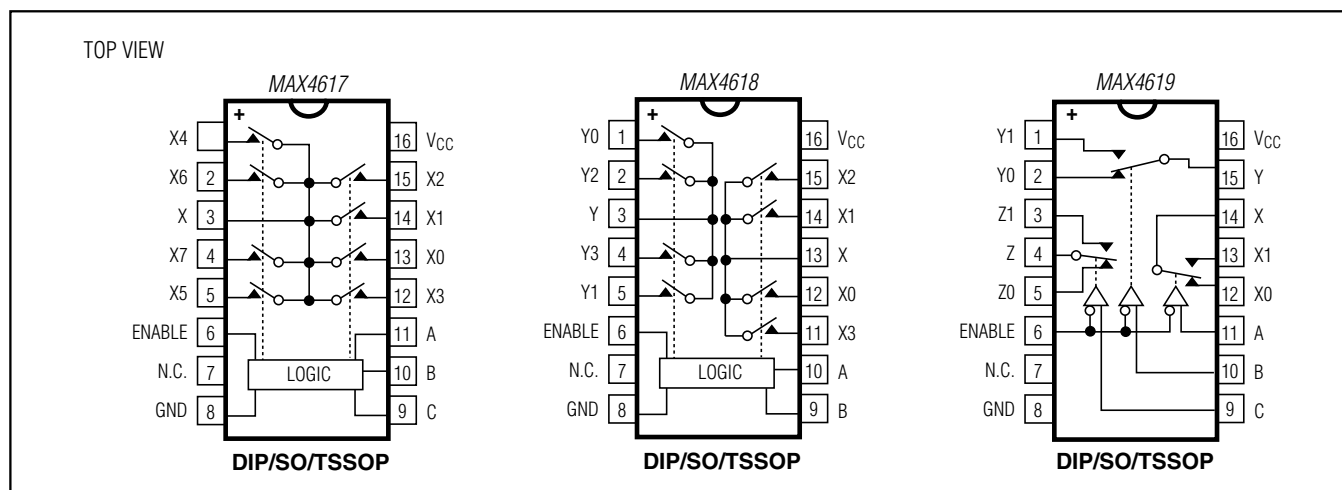 TOP VIEW
MAX4617
+
X4
16 VCC
X6 2
15 X2
X 3
14 X1
X7 4
13 X0
X5 5
12 X3
ENABLE 6
11 A
N.C. 7
LOGIC
10 B
GND 8
9 C
DIP/SO/TSSOP
MAX4618
+
Y0 1
16 VCC
Y2 2
15 X2
Y 3
14 X1
Y3 4
13 X
Y1 5
12 X0
ENABLE 6
11 X3
N.C. 7
LOGIC
10 A
GND 8
9 B
DIP/SO/TSSOP
MAX4619
+
Y1 1
16 VCC
Y0 2
15 Y
Z1 3
14 X
Z 4
13 X1
Z0 5
12 X0
ENABLE 6
11 A
N.C. 7
10 B
GND 8
9 C
DIP/SO/TSSOP